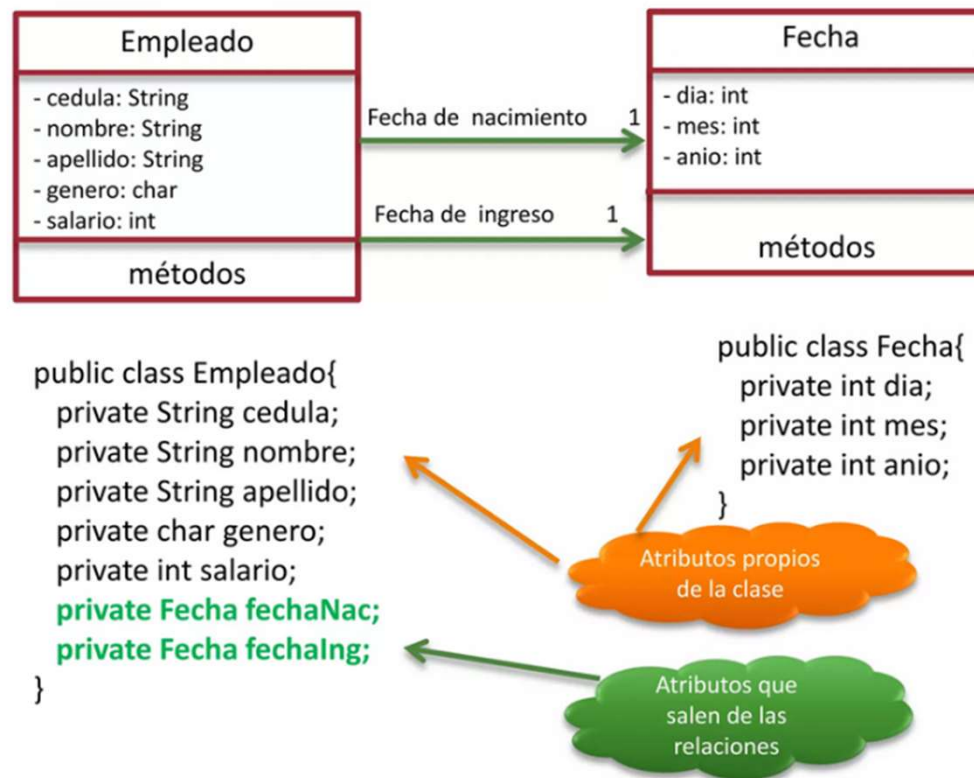 Empleado
- cedula: String
- nombre: String
- apellido: String
- genero: char
- salario: int
métodos
Fecha de nacimiento 1
Fecha de ingreso 1
Fecha
- dia: int
- mes: int
- anio: int
métodos
public class Empleado{
private String cedula;
private String nombre;
private String apellido;
private char genero;
private int salario;
private Fecha fechaNac;
private Fecha fechaIng;
}
public class Fecha{
private int dia;
private int mes;
private int anio;
}
Atributos propios
de la clase
Atributos que
salen de las
relaciones